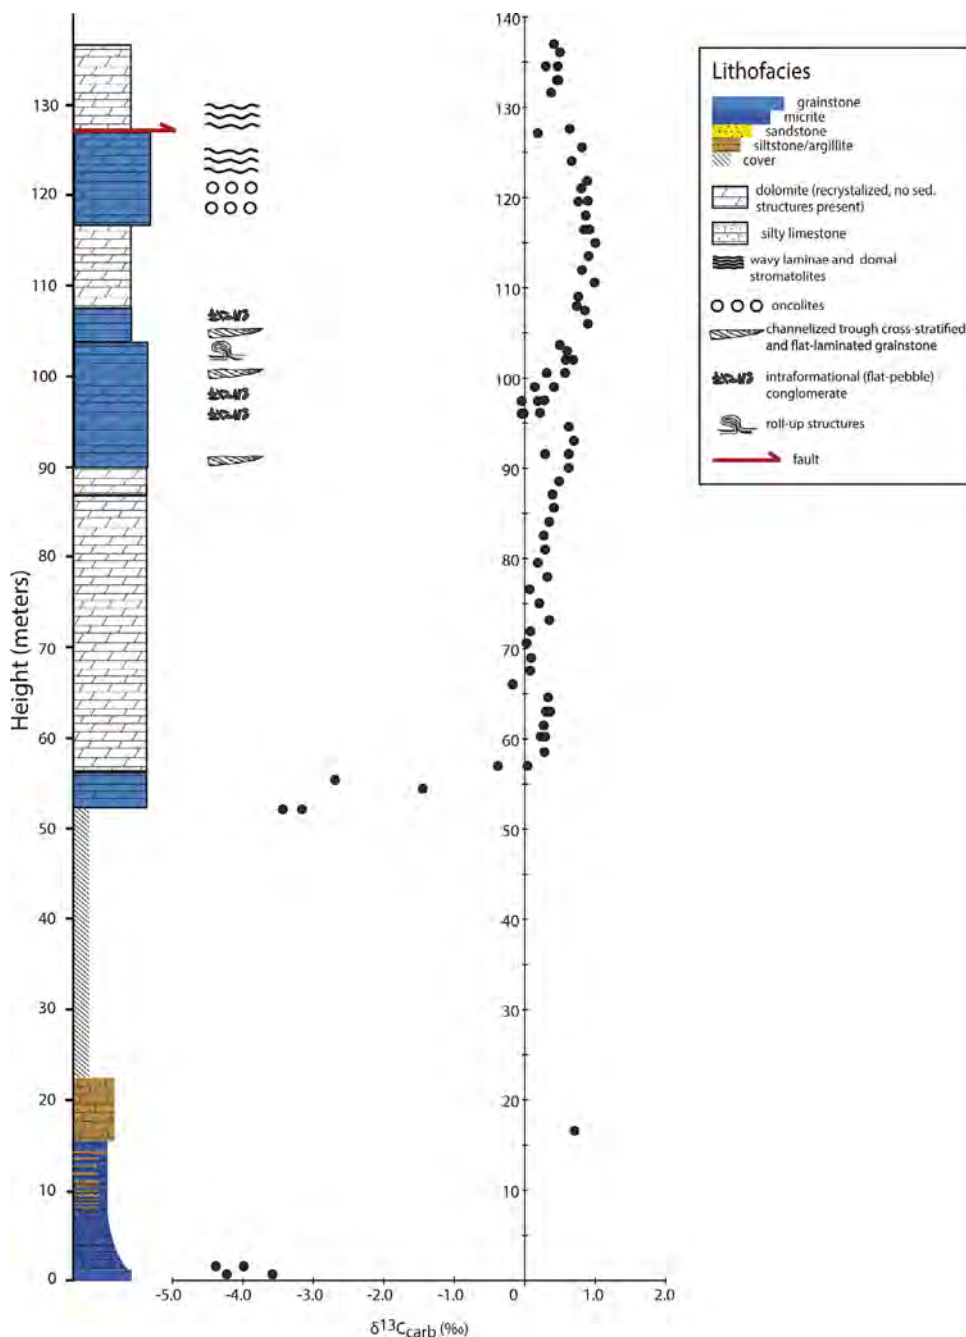 Height (meters)
130
120
110
100
90
80
70
60
50
40
30
20
10
0
140
130
120
110
100
90
80
70
60
50
40
30
20
10
-5.0 -4.0 -3.0 -2.0 -1.0 0 1.0 2.0
δ13Ccarb (‰)
Lithofacies
grainstone
micrite
sandstone
siltstone/argillite
cover
dolomite (recrystalized, no sed.
structures present)
silty limestone
wavy laminae and domal
stromatolites
oncolites
channelized trough cross-stratified
and flat-laminated grainstone
intraformational (flat-pebble)
conglomerate
roll-up structures
fault